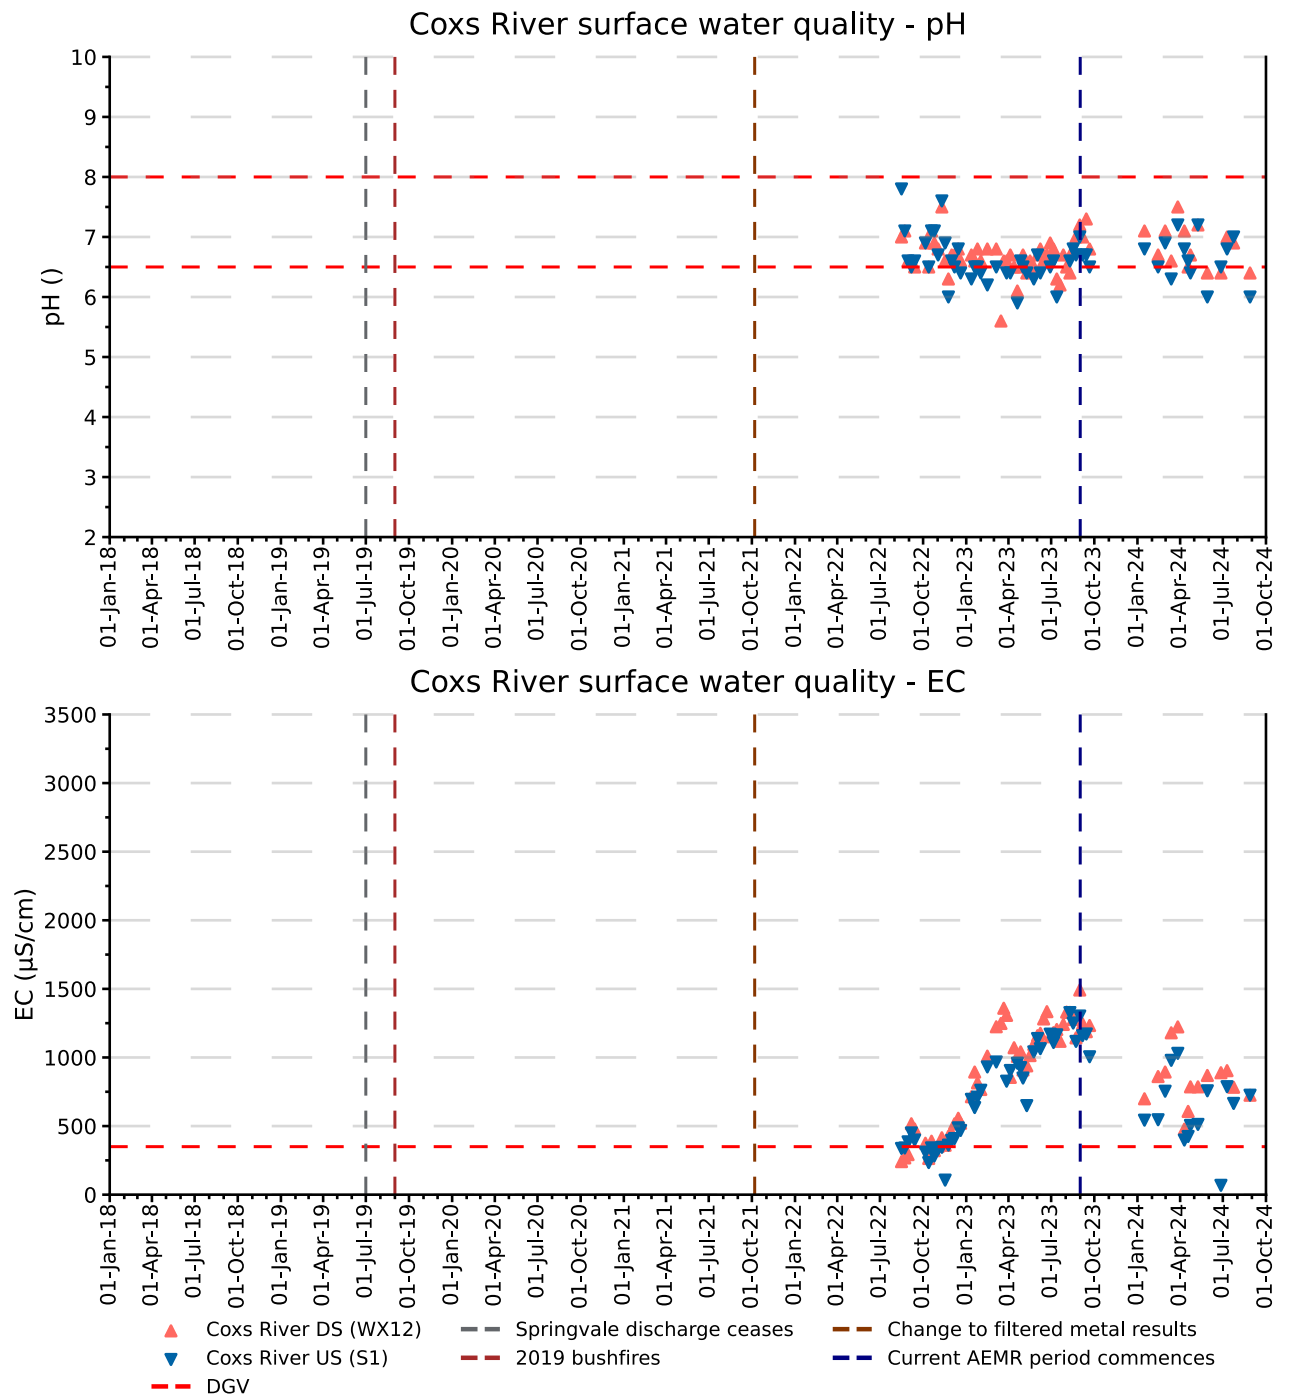 Coxs River surface water quality - pH
10
9
8
7
6
5
4
3
2
pH ()
01-Jan-18
01-Apr-18
01-Jul-18
01-Oct-18
01-Jan-19
01-Apr-19
01-Jul-19
01-Oct-19
01-Jan-20
01-Apr-20
01-Jul-20
01-Oct-20
01-Jan-21
01-Apr-21
01-Jul-21
01-Oct-21
01-Jan-22
01-Apr-22
01-Jul-22
01-Oct-22
01-Jan-23
01-Apr-23
01-Jul-23
01-Oct-23
01-Jan-24
01-Apr-24
01-Jul-24
01-Oct-24
Coxs River surface water quality - EC
3500
3000
2500
2000
1500
1000
500
0
EC (μS/cm)
01-Jan-18
01-Apr-18
01-Jul-18
01-Oct-18
01-Jan-19
01-Apr-19
01-Jul-19
01-Oct-19
01-Jan-20
01-Apr-20
01-Jul-20
01-Oct-20
01-Jan-21
01-Apr-21
01-Jul-21
01-Oct-21
01-Jan-22
01-Apr-22
01-Jul-22
01-Oct-22
01-Jan-23
01-Apr-23
01-Jul-23
01-Oct-23
01-Jan-24
01-Apr-24
01-Jul-24
01-Oct-24
Coxs River DS (WX12)
Coxs River US (S1)
DGV
Springvale discharge ceases
2019 bushfires
Change to filtered metal results
Current AEMR period commences